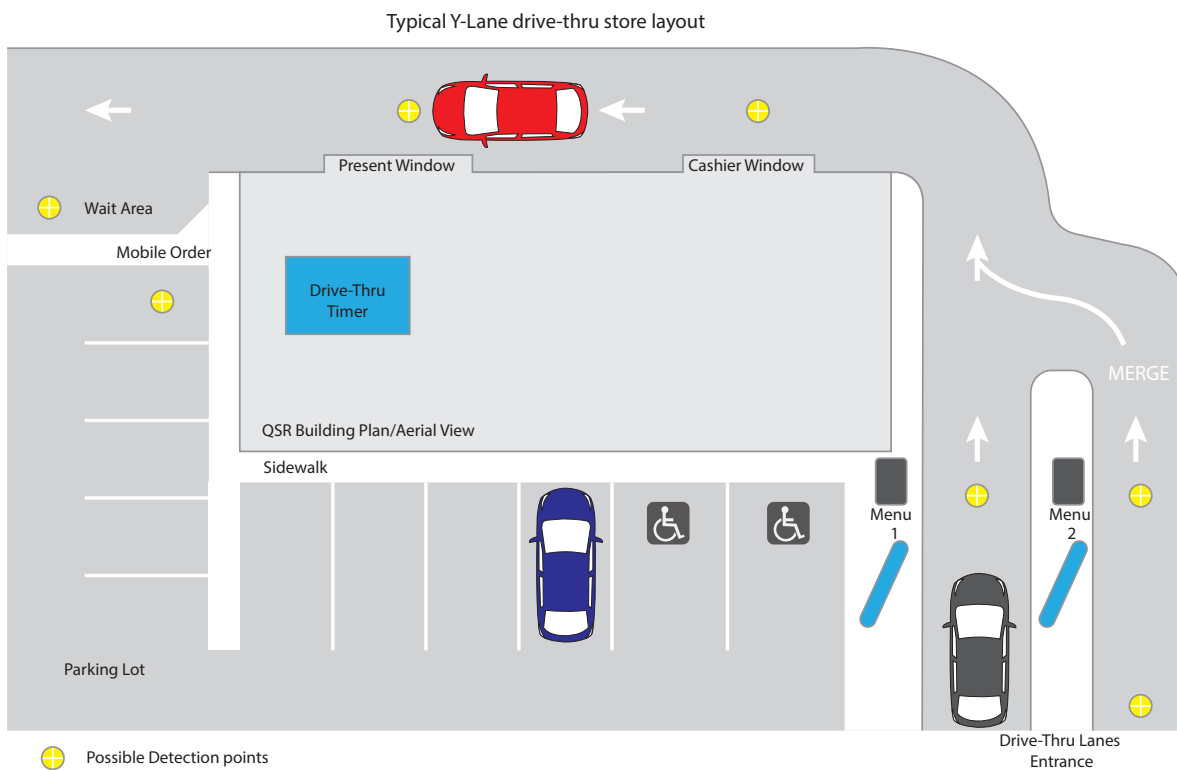 Typical Y-Lane drive-thru store layout
Present Window
Cashier Window
Wait Area
Mobile Order
Drive-Thru
Timer
MERGE
QSR Building Plan/Aerial View
Sidewalk
Menu
1
Menu
2
Parking Lot
Drive-Thru Lanes
Entrance
Possible Detection points